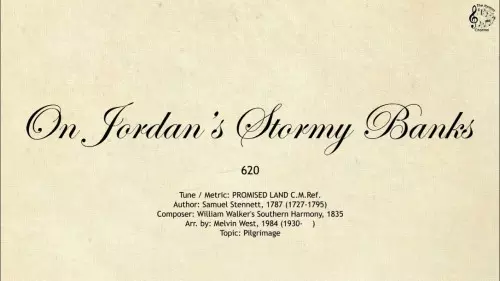 On Jordan's Stormy Banks
620
Tune / Metric: PROMISED LAND C.M.Ref.
Author: Samuel Stennett, 1787 (1727-1795)
Composer: William Walker's Southern Harmony, 1835
Arr. by: Melvin West, 1984 (1930-    )
Topic: Pilgrimage